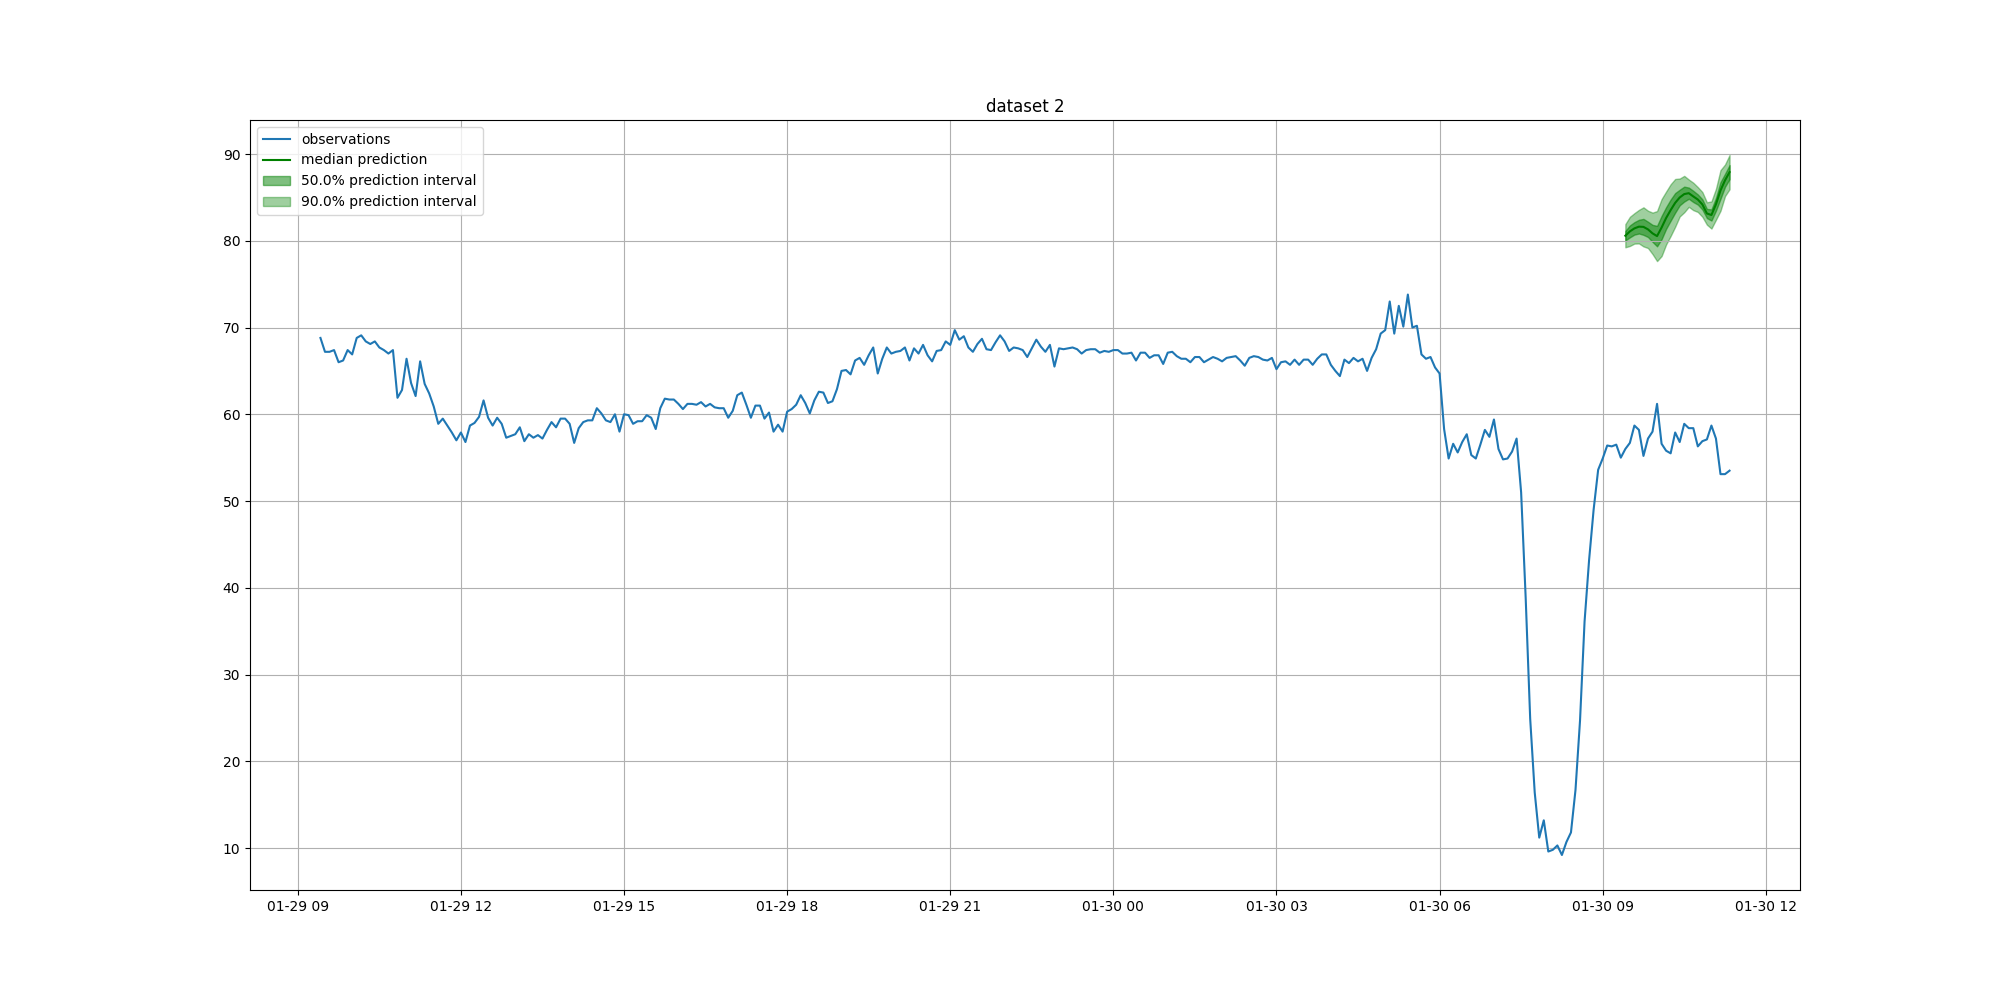 dataset 2
observations
median prediction
50.0% prediction interval
90.0% prediction interval
90
80
70
60
50
40
30
20
10
01-29 09 01-29 12 01-29 15 01-29 18 01-29 21 01-30 00 01-30 03 01-30 06 01-30 09 01-30 12